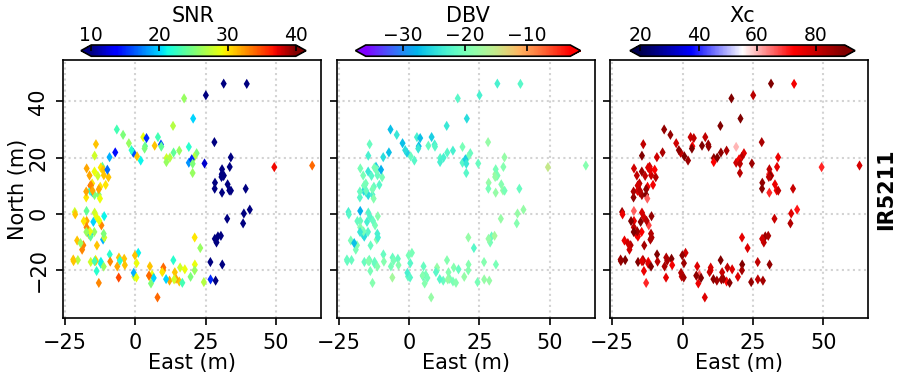 SNR DBV Xc
10 20 30 40 −30 −20 −10 20 40 60 80
40
20
0
−20
North (m)
IR5211
−25 0 25 50 −25 0 25 50 −25 0 25 50
East (m) East (m) East (m)